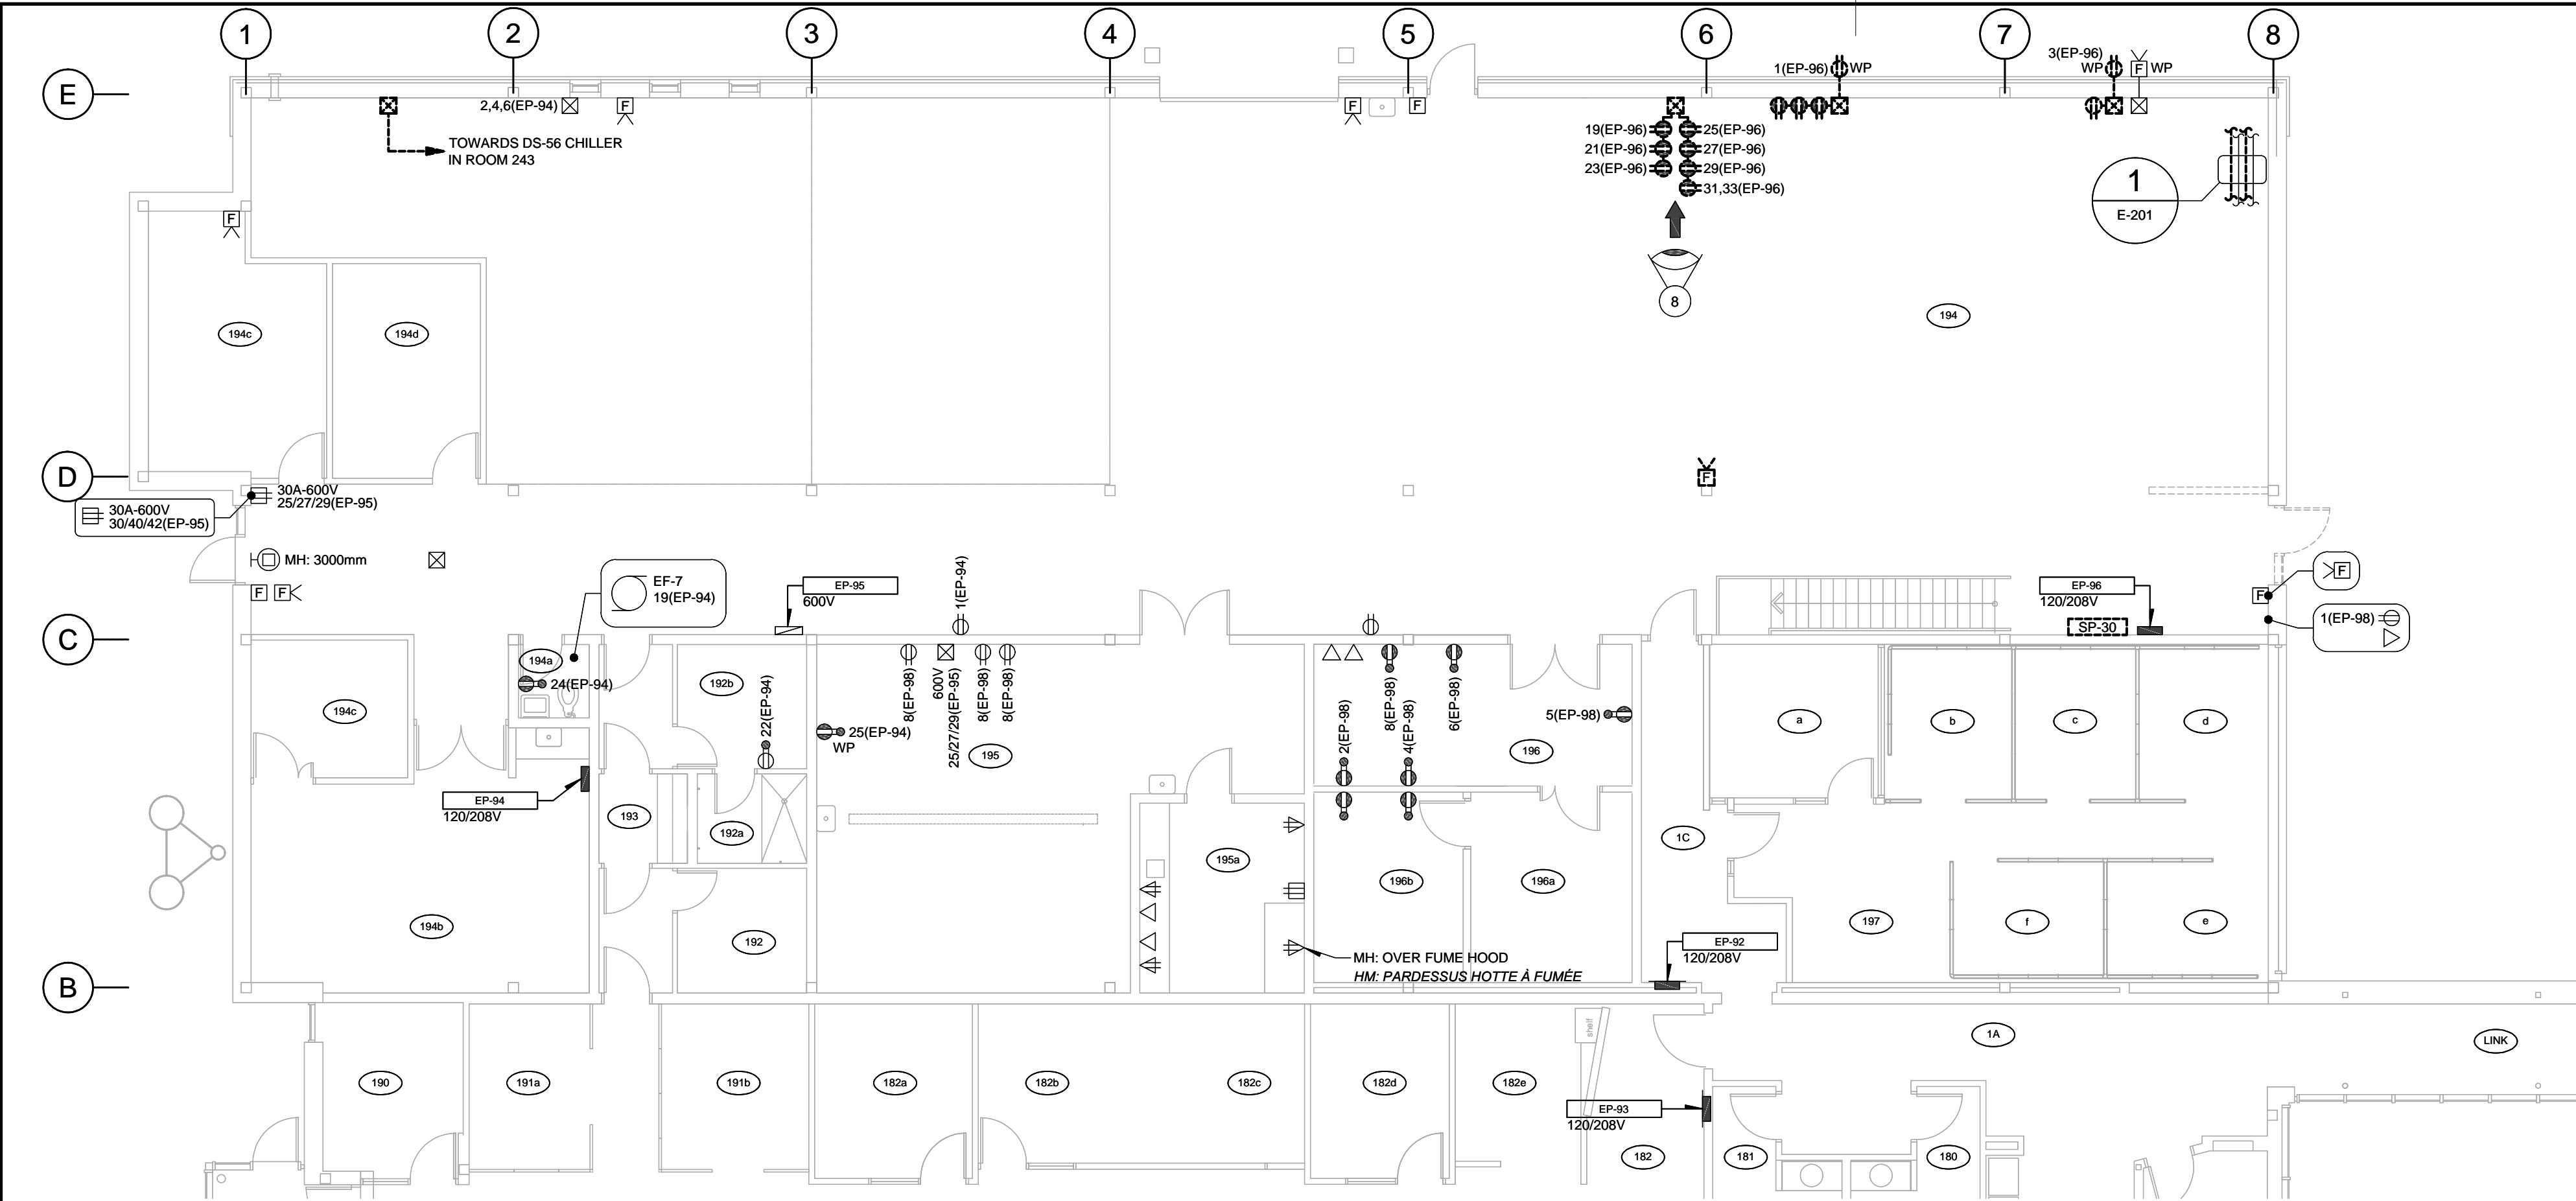 1
2
3
4
5
6
7
8
E
D
C
B
2,4,6(EP-94)
F
TOWARDS DS-56 CHILLER
IN ROOM 243
F
F
1(EP-96)
WP
3(EP-96)
WP
F
WP
19(EP-96)
21(EP-96)
23(EP-96)
25(EP-96)
27(EP-96)
29(EP-96)
31,33(EP-96)
8
1
E-201
F
194c
194d
194
F
30A-600V
25/27/29(EP-95)
30A-600V
30/40/42(EP-95)
MH: 3000mm
F
F
EF-7
19(EP-94)
EP-95
600V
1(EP-94)
EP-96
120/208V
SP-30
F
F
1(EP-98)
194a
24(EP-94)
194c
192b
22(EP-94)
25(EP-94)
WP
8(EP-98)
600V
25/27/29(EP-95)
8(EP-98)
8(EP-98)
195
2(EP-98)
8(EP-98)
4(EP-98)
6(EP-98)
5(EP-98)
196
a
b
c
d
EP-94
120/208V
193
192a
195a
1C
196b
196a
194b
192
197
f
e
MH: OVER FUME HOOD
HM: PARDESSUS HOTTE À FUMÉE
EP-92
120/208V
shelf
1A
LINK
190
191a
191b
182a
182b
182c
182d
182e
EP-93
120/208V
182
181
180